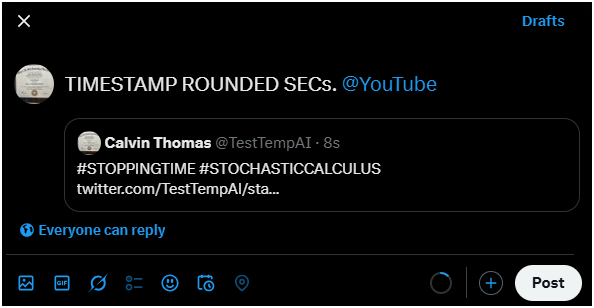 Drafts
TIMESTAMP ROUNDED SECs. @YouTube
Calvin Thomas @TestTempAI · 8s
#STOPPINGTIME #STOCHASTICCALCULUS
twitter.com/TestTempAI/sta...
Everyone can reply
GIF
Post